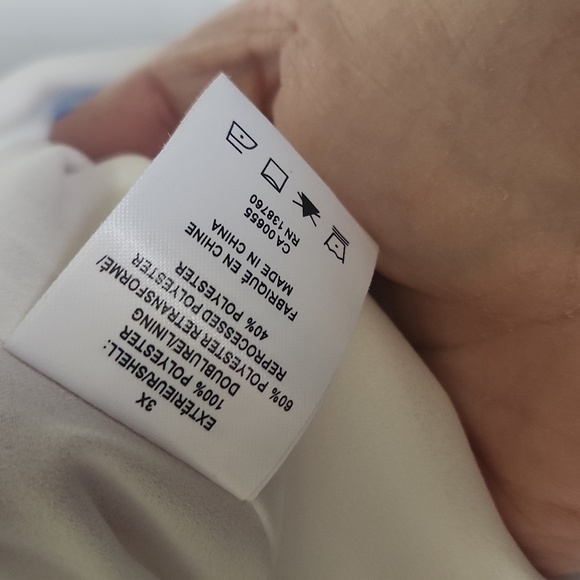 3X
EXTÉRIEUR/SHELL:
100% POLYESTER
DOUBLURE/LINING
60% POLYESTER RETRANSFORMÉ/
REPROCESSED POLYESTER
40% POLYESTER
FABRIQUÉ EN CHINE
MADE IN CHINA
CA 00655
RN 138760